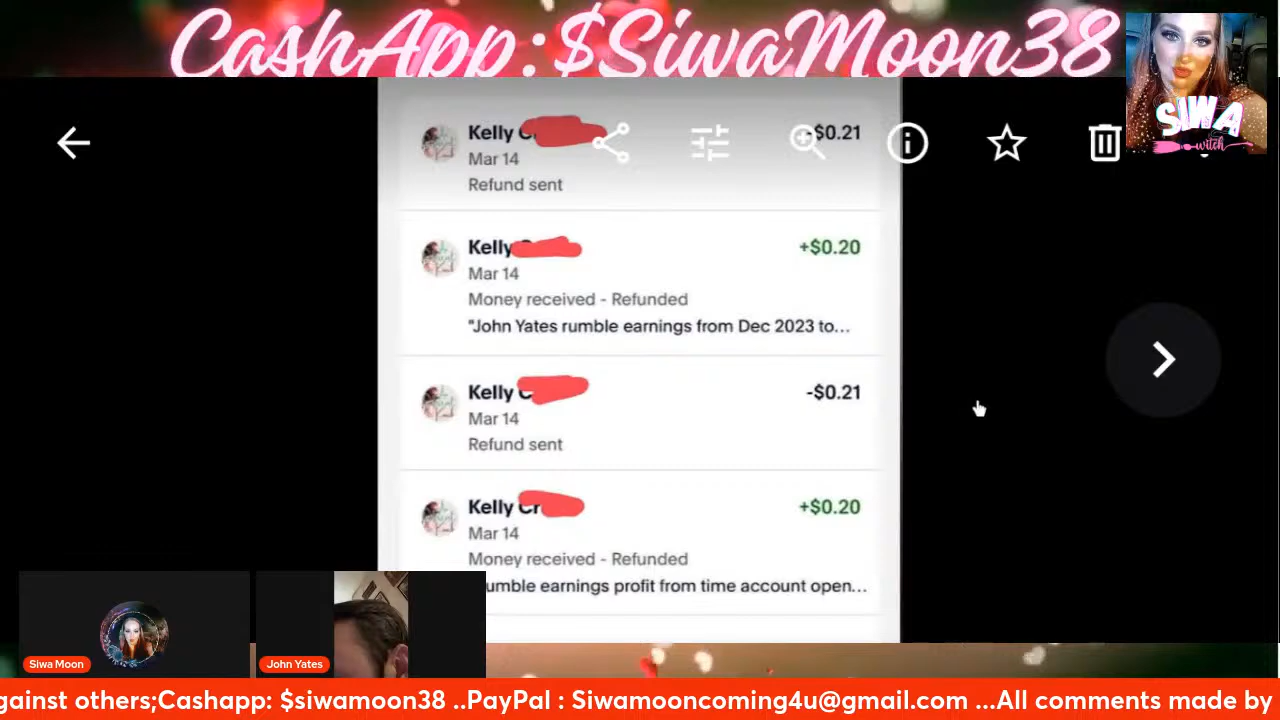 CashApp:$SiwaMoon38
SIWA
witch
Kelly
-$0.21
Mar 14
Refund sent
Kelly
+$0.20
Mar 14
Money received - Refunded
"John Yates rumble earnings from Dec 2023 to...
Kelly
-$0.21
Mar 14
Refund sent
Kelly Cr
+$0.20
Mar 14
Money received - Refunded
umble earnings profit from time account open...
Siwa Moon
John Yates
gainst others;Cashapp: $siwamoon38 ..PayPal : Siwamooncoming4u@gmail.com ...All comments made by